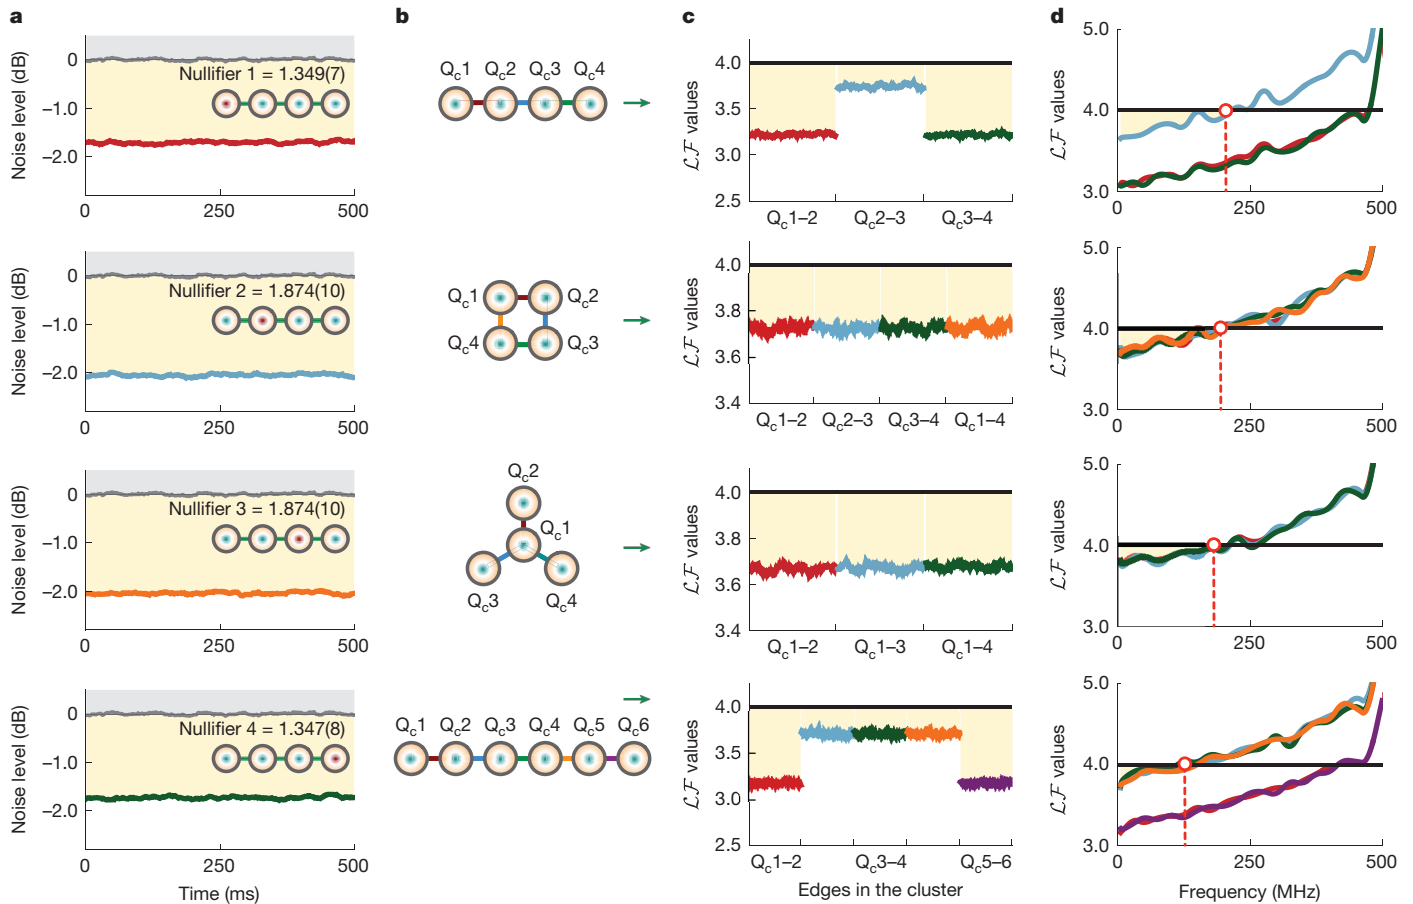 a
b
c
d
Noise level (dB)
0
−1.0
−2.0
Nullifier 1 = 1.349(7)
0
250
500
Noise level (dB)
0
−1.0
−2.0
Nullifier 2 = 1.874(10)
0
250
500
Noise level (dB)
0
−1.0
−2.0
Nullifier 3 = 1.874(10)
0
250
500
Noise level (dB)
0
−1.0
−2.0
Nullifier 4 = 1.347(8)
0
250
500
Time (ms)
Qc1 Qc2 Qc3 Qc4
Qc1 Qc2
Qc4 Qc3
Qc2
Qc1
Qc3 Qc4
Qc1 Qc2 Qc3 Qc4 Qc5 Qc6
ℒℱ values
4.0
3.5
3.0
2.5
Qc1–2 Qc2–3 Qc3–4
ℒℱ values
4.0
3.8
3.6
3.4
Qc1–2 Qc2–3 Qc3–4 Qc1–4
ℒℱ values
4.0
3.8
3.6
3.4
Qc1–2 Qc1–3 Qc1–4
ℒℱ values
4.0
3.5
3.0
2.5
Qc1–2 Qc3–4 Qc5–6
Edges in the cluster
ℒℱ values
5.0
4.0
3.0
0
250
500
ℒℱ values
5.0
4.0
3.0
0
250
500
ℒℱ values
5.0
4.0
3.0
0
250
500
ℒℱ values
5.0
4.0
3.0
0
250
500
Frequency (MHz)